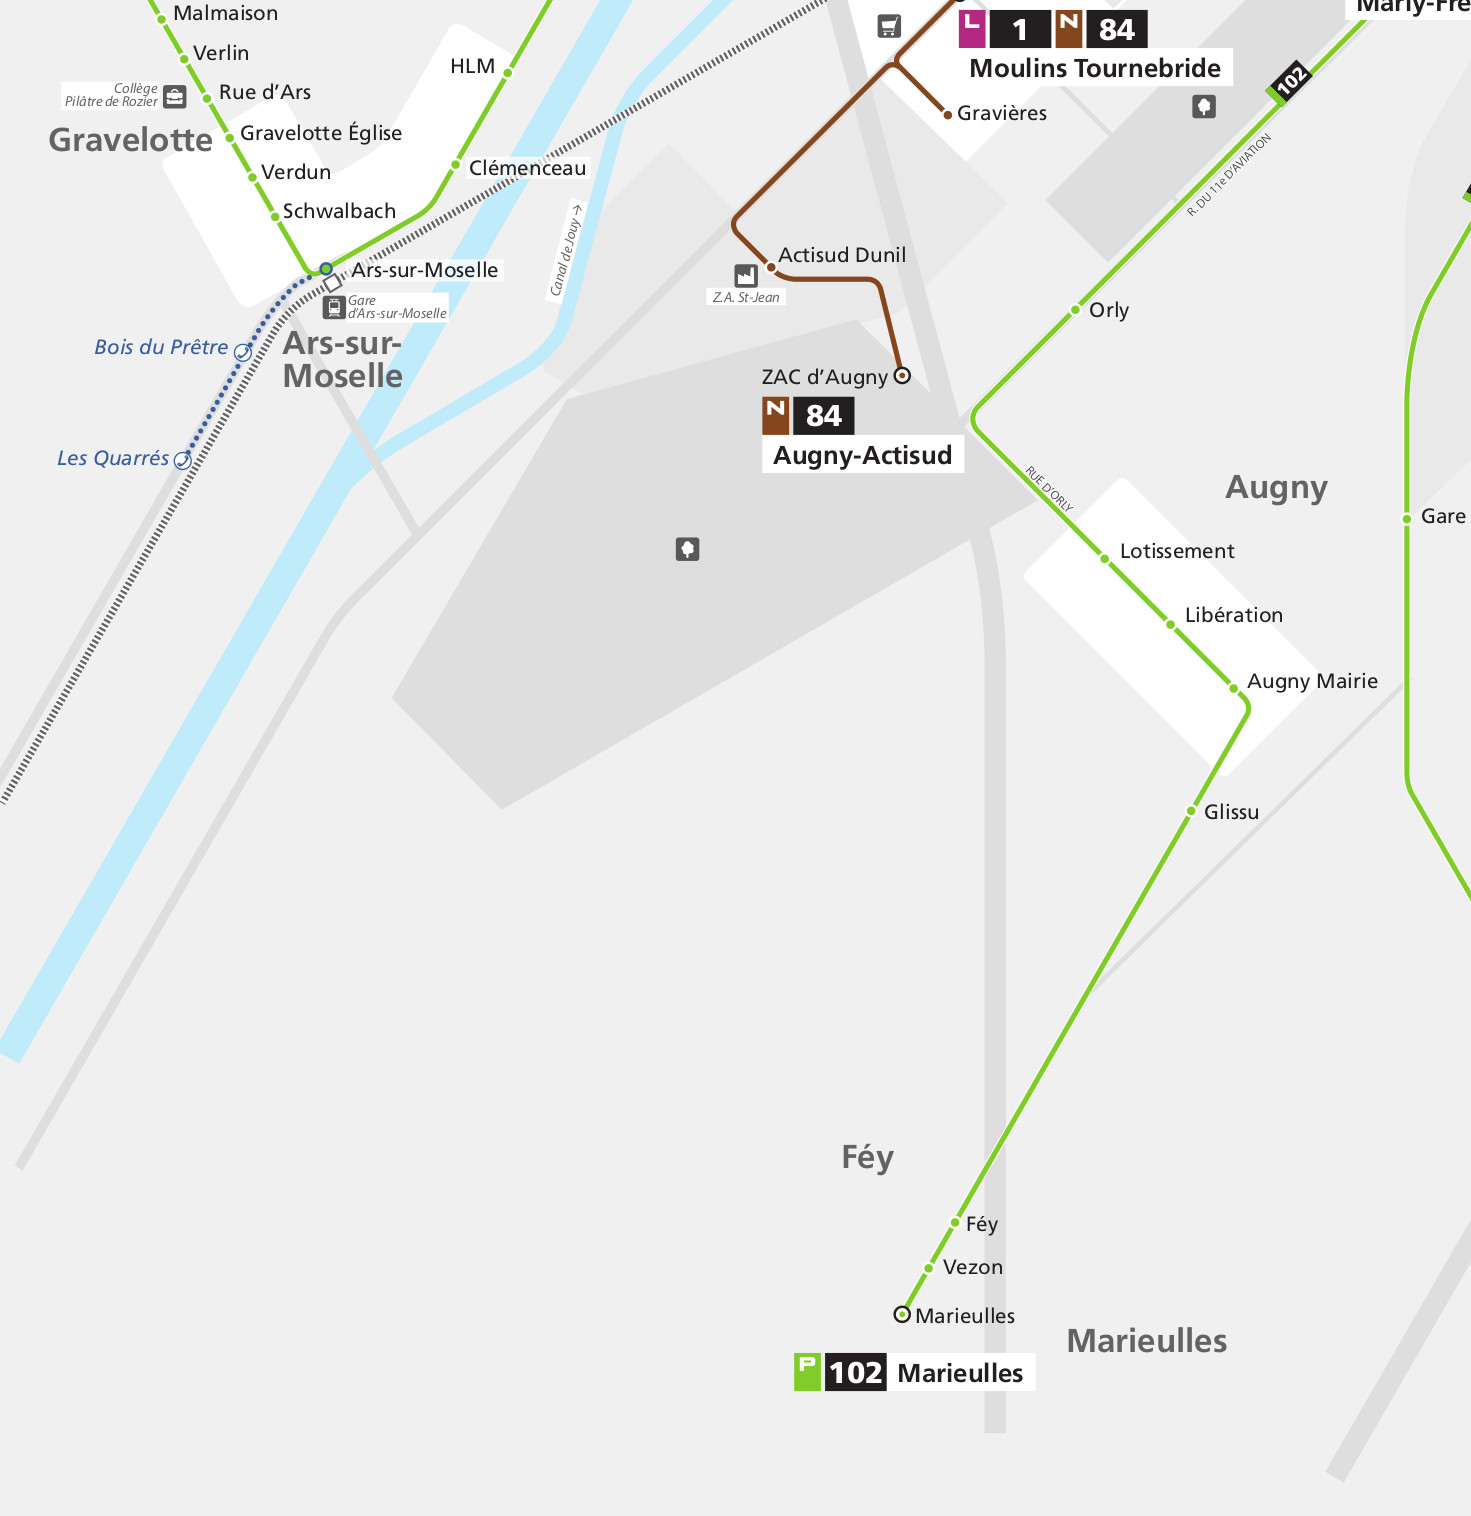 Malmaison
Verlin
Collège
Pilâtre de Rozier
Rue d’Ars
Gravelotte
Gravelotte Église
Verdun
Schwalbach
HLM
Clémenceau
Ars-sur-Moselle
Gare
d’Ars-sur-Moselle
Ars-sur-
Moselle
Bois du Prêtre
Les Quarrés
Canal de Jouy →
L 1 N 84
Moulins Tournebride
Gravières
Actisud Dunil
Z.A. St-Jean
ZAC d’Augny
N 84
Augny-Actisud
102
R. DU 11e D’AVIATION
Orly
RUE D’ORLY
Augny
Gare
Lotissement
Libération
Augny Mairie
Glissu
Féy
Féy
Vezon
Marieulles
Marieulles
P 102 Marieulles